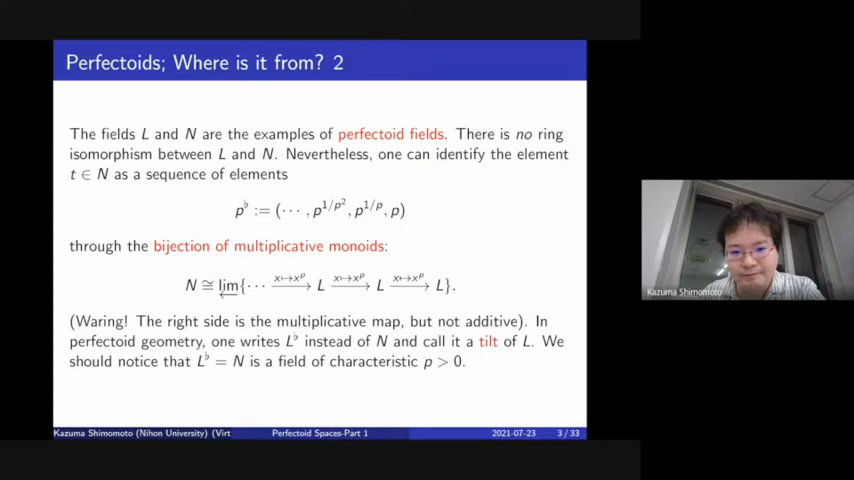 Perfectoids; Where is it from? 2
The fields L and N are the examples of perfectoid fields. There is no ring
isomorphism between L and N. Nevertheless, one can identify the element
t ∈ N as a sequence of elements
p♭ := (⋯ , p^{1/p^2}, p^{1/p}, p)
through the bijection of multiplicative monoids:
N ≅ lim←{⋯ —x↦x^p→ L —x↦x^p→ L —x↦x^p→ L}.
(Waring! The right side is the multiplicative map, but not additive). In
perfectoid geometry, one writes L♭ instead of N and call it a tilt of L. We
should notice that L♭ = N is a field of characteristic p > 0.
Kazuma Shimomoto
Kazuma Shimomoto (Nihon University) (Virt Perfectoid Spaces-Part 1 2021-07-23 3 / 33